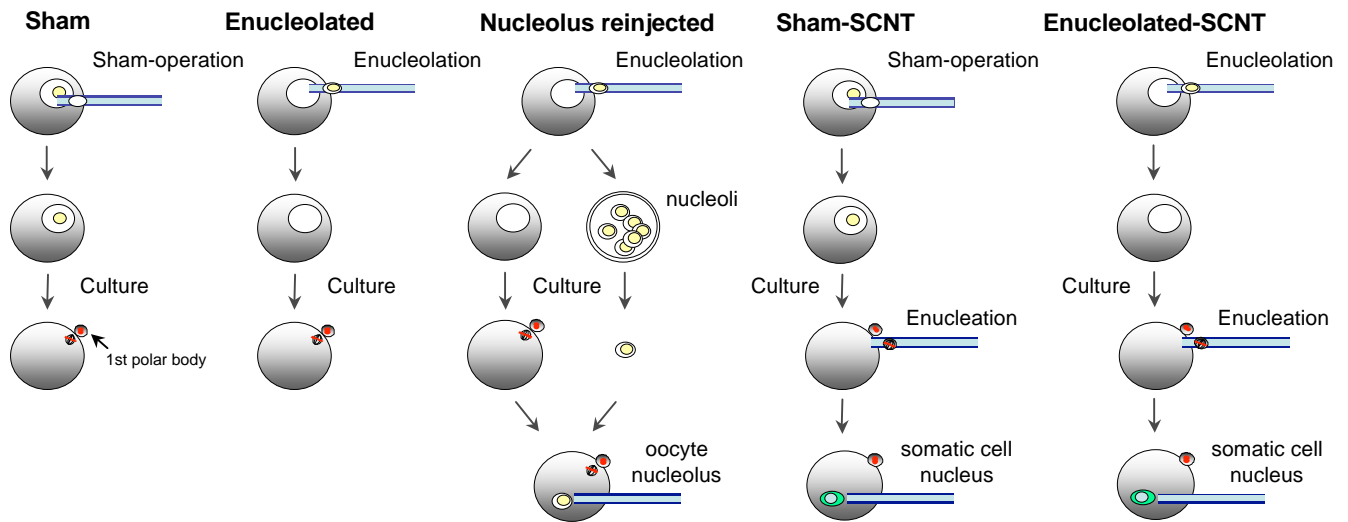 Sham
Enucleolated
Nucleolus reinjected
Sham-SCNT
Enucleolated-SCNT
Sham-operation
Enucleolation
Enucleolation
Sham-operation
Enucleolation
nucleoli
Culture
Culture
Culture
Culture
Culture
1st polar body
Enucleation
Enucleation
oocyte
nucleolus
somatic cell
nucleus
somatic cell
nucleus